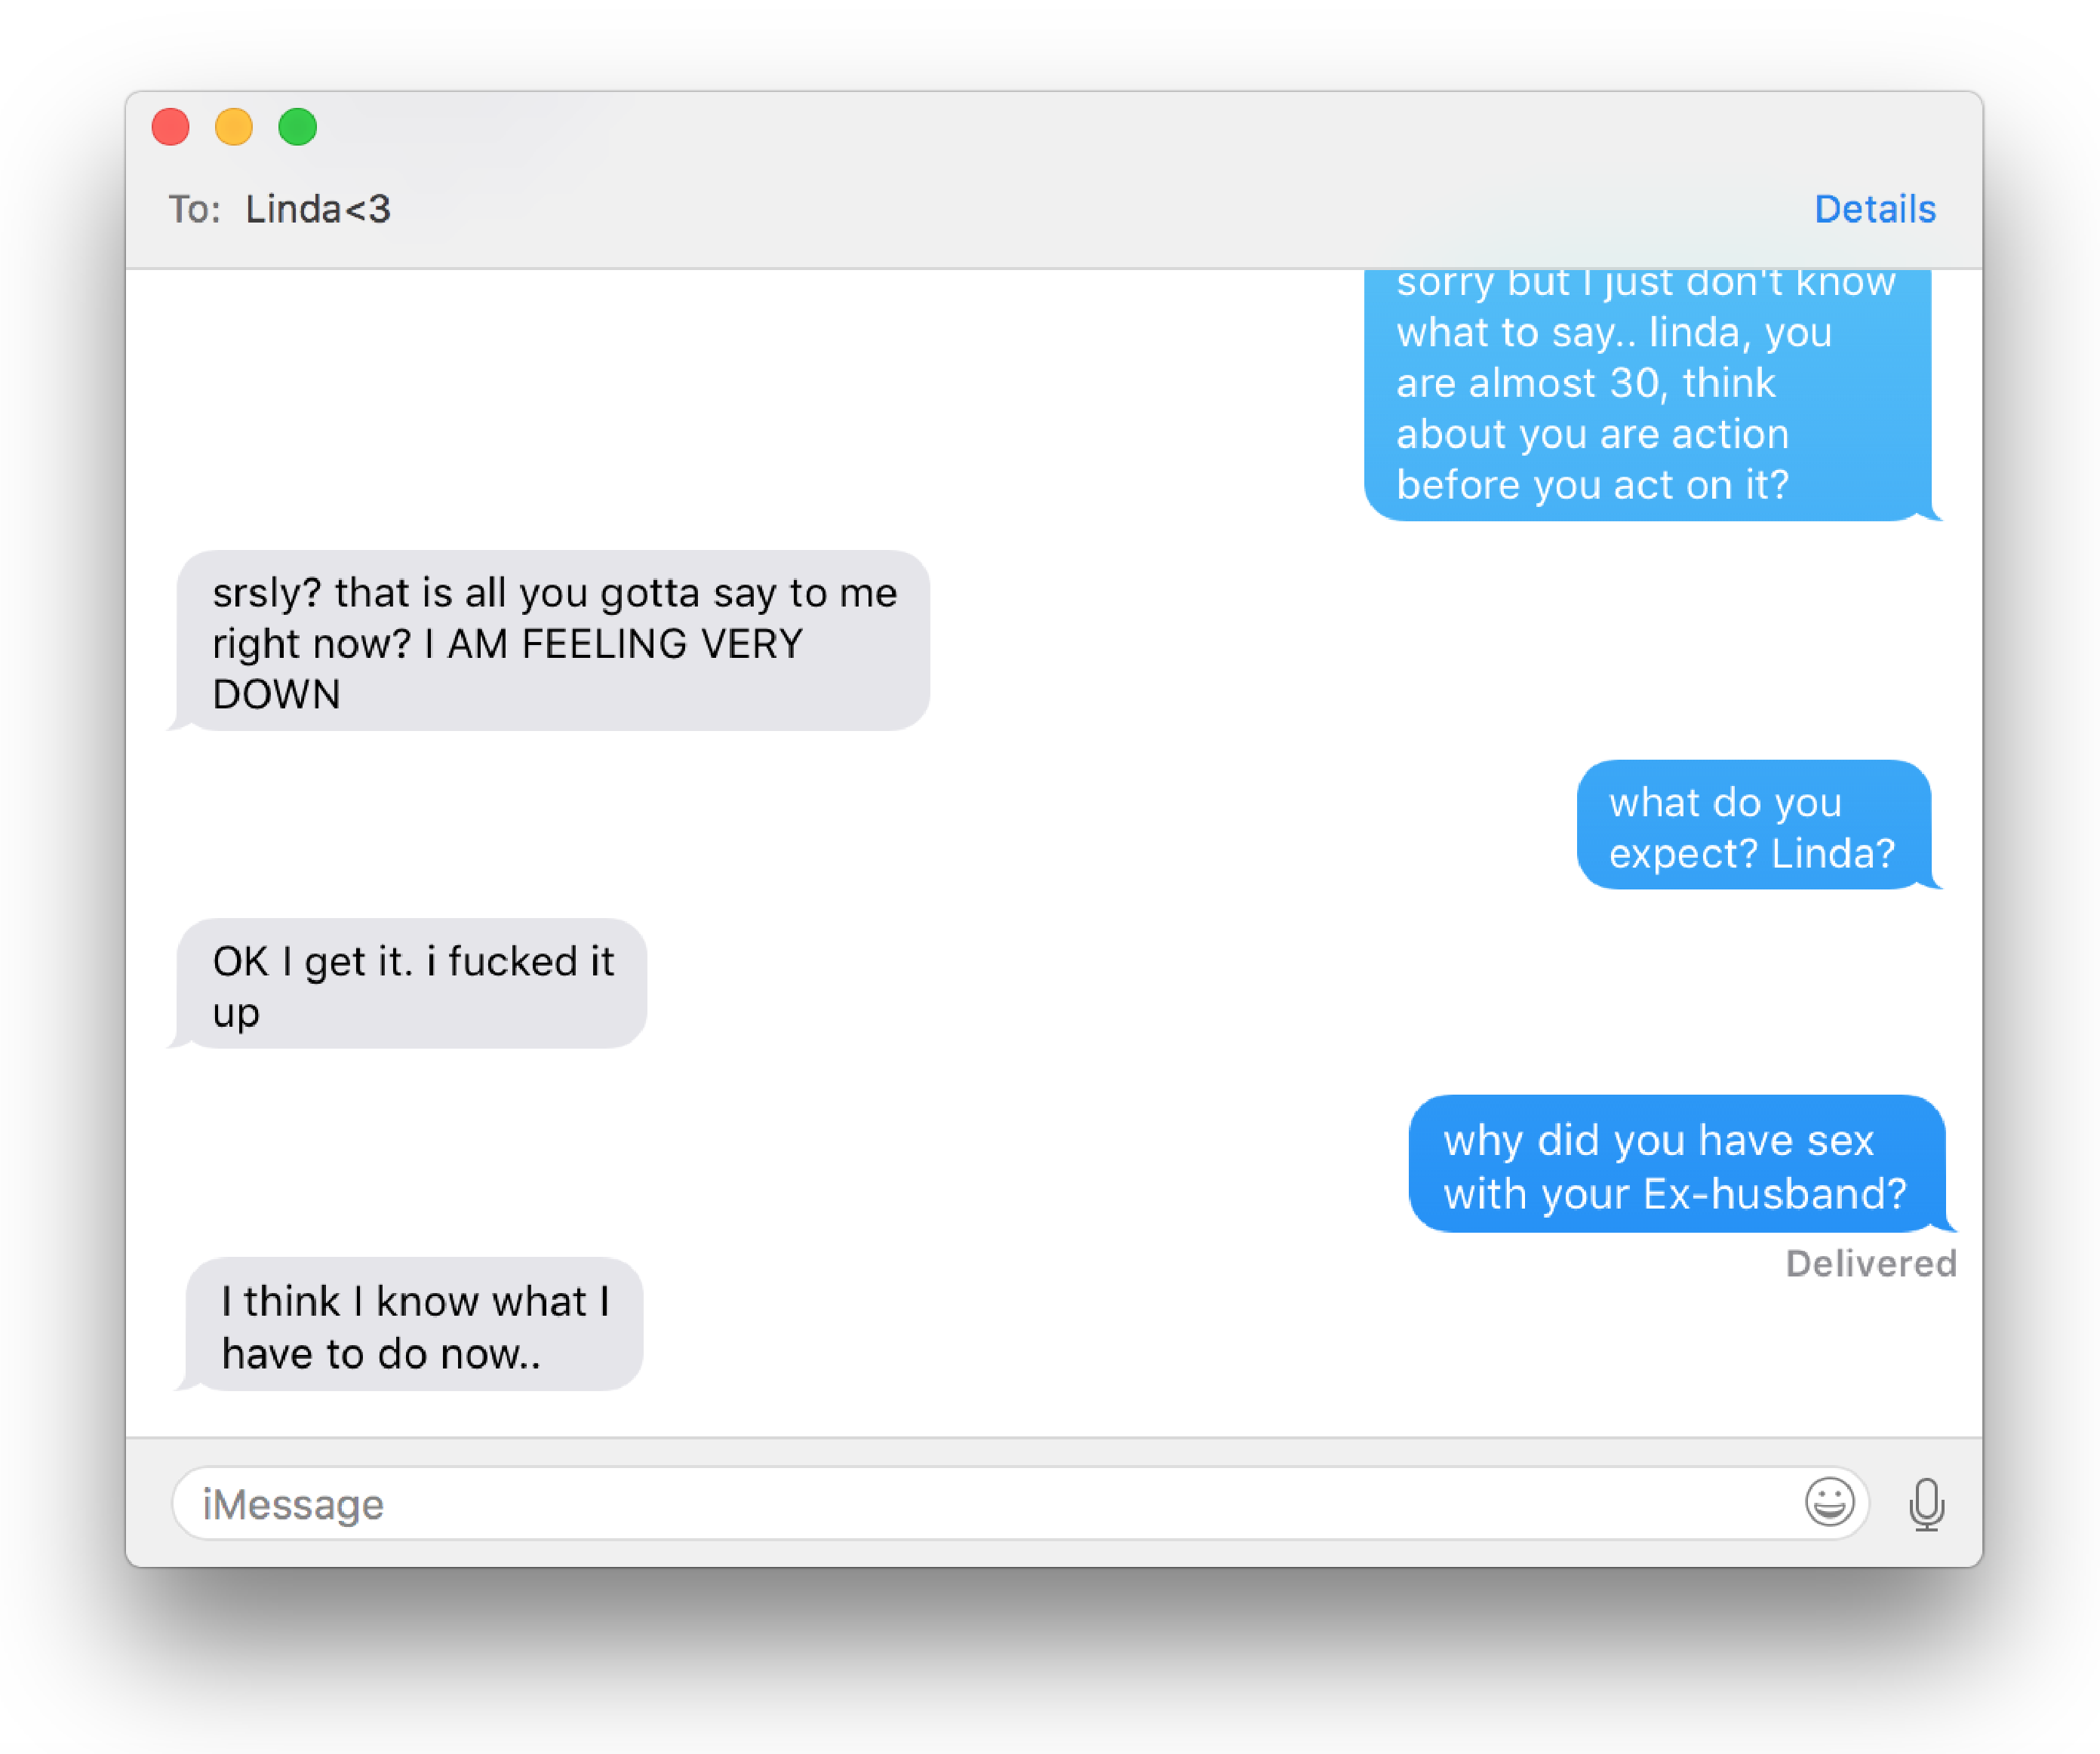 To: Linda<3
Details
sorry but I just don't know
what to say.. linda, you
are almost 30, think
about you are action
before you act on it?
srsly? that is all you gotta say to me
right now? I AM FEELING VERY
DOWN
what do you
expect? Linda?
OK I get it. i fucked it
up
why did you have sex
with your Ex-husband?
Delivered
I think I know what I
have to do now..
iMessage